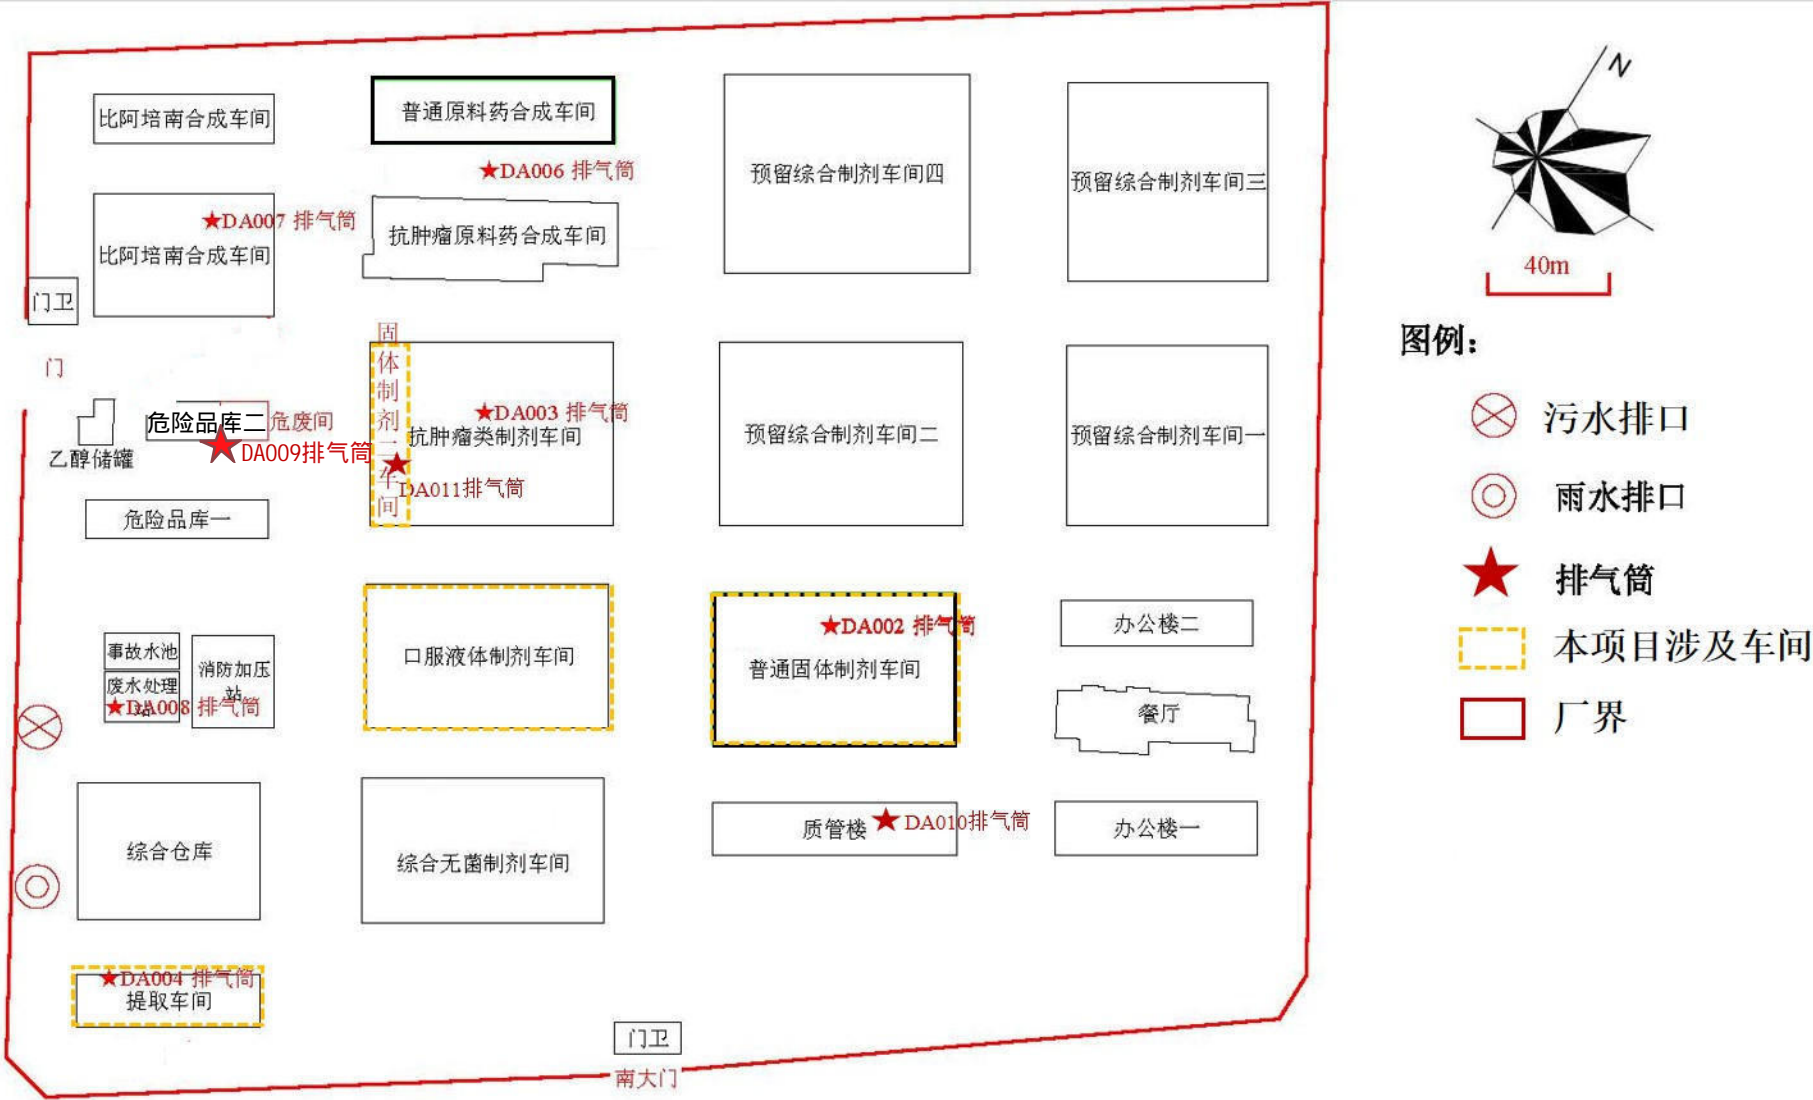 比阿培南合成车间
普通原料药合成车间
★DA006 排气筒
预留综合制剂车间四
预留综合制剂车间三
N
40m
★DA007 排气筒
比阿培南合成车间
抗肿瘤原料药合成车间
门卫
门
图例：
固体制剂二车间
★DA003 排气筒
抗肿瘤类制剂车间
DA011排气筒
预留综合制剂车间二
预留综合制剂车间一
危险品库二
危废间
DA009排气筒
乙醇储罐
危险品库一
污水排口
雨水排口
排气筒
本项目涉及车间
厂界
事故水池
废水处理站
★DA008 排气筒
消防加压站
口服液体制剂车间
★DA002 排气筒
普通固体制剂车间
办公楼二
餐厅
综合仓库
综合无菌制剂车间
质管楼
DA010排气筒
办公楼一
★DA004 排气筒
提取车间
门卫
南大门